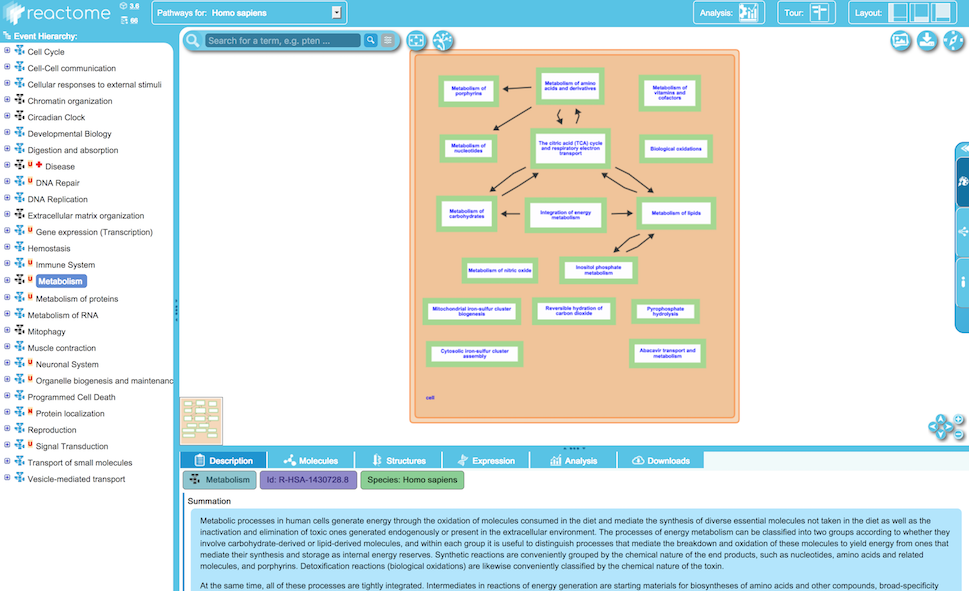 reactome
3.8
86
Pathways for: Homo sapiens
Analysis:
Tour:
Layout:
Event Hierarchy:
Cell Cycle
Cell-Cell communication
Cellular responses to external stimuli
Chromatin organization
Circadian Clock
Developmental Biology
Digestion and absorption
U Disease
U DNA Repair
DNA Replication
Extracellular matrix organization
U Gene expression (Transcription)
Hemostasis
U Immune System
U Metabolism
U Metabolism of proteins
Metabolism of RNA
Mitophagy
Muscle contraction
U Neuronal System
U Organelle biogenesis and maintenanc
Programmed Cell Death
N Protein localization
Reproduction
U Signal Transduction
Transport of small molecules
Vesicle-mediated transport
Search for a term, e.g. pten ...
Metabolism of
porphyrins
Metabolism of amino
acids and derivatives
Metabolism of
vitamins and
cofactors
Metabolism of
nucleotides
The citric acid (TCA) cycle
and respiratory electron
transport
Biological oxidations
Metabolism of
carbohydrates
Integration of energy
metabolism
Metabolism of lipids
Metabolism of nitric oxide
Inositol phosphate
metabolism
Mitochondrial iron-sulfur cluster
biogenesis
Reversible hydration of
carbon dioxide
Pyrophosphate
hydrolysis
Cytosolic iron-sulfur cluster
assembly
Abacavir transport and
metabolism
cell
Description
Molecules
Structures
Expression
Analysis
Downloads
Metabolism
Id: R-HSA-1430728.8
Species: Homo sapiens
Summation
Metabolic processes in human cells generate energy through the oxidation of molecules consumed in the diet and mediate the synthesis of diverse essential molecules not taken in the diet as well as the
inactivation and elimination of toxic ones generated endogenously or present in the extracellular environment. The processes of energy metabolism can be classified into two groups according to whether they
involve carbohydrate-derived or lipid-derived molecules, and within each group it is useful to distinguish processes that mediate the breakdown and oxidation of these molecules to yield energy from ones that
mediate their synthesis and storage as internal energy reserves. Synthetic reactions are conveniently grouped by the chemical nature of the end products, such as nucleotides, amino acids and related
molecules, and porphyrins. Detoxification reactions (biological oxidations) are likewise conveniently classified by the chemical nature of the toxin.
At the same time, all of these processes are tightly integrated. Intermediates in reactions of energy generation are starting materials for biosyntheses of amino acids and other compounds, broad-specificity